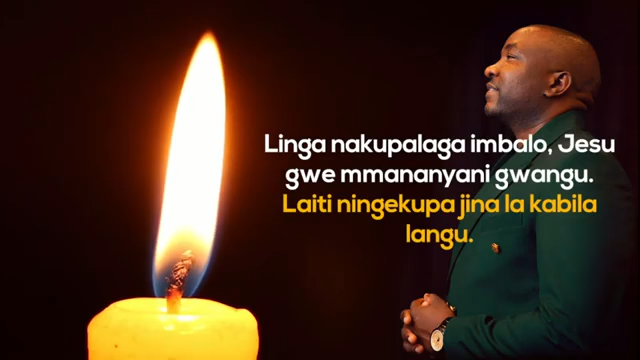 Linga nakupalaga imbalo, Jesu
gwe mmananyani gwangu.
Laiti ningekupa jina la kabila
langu.